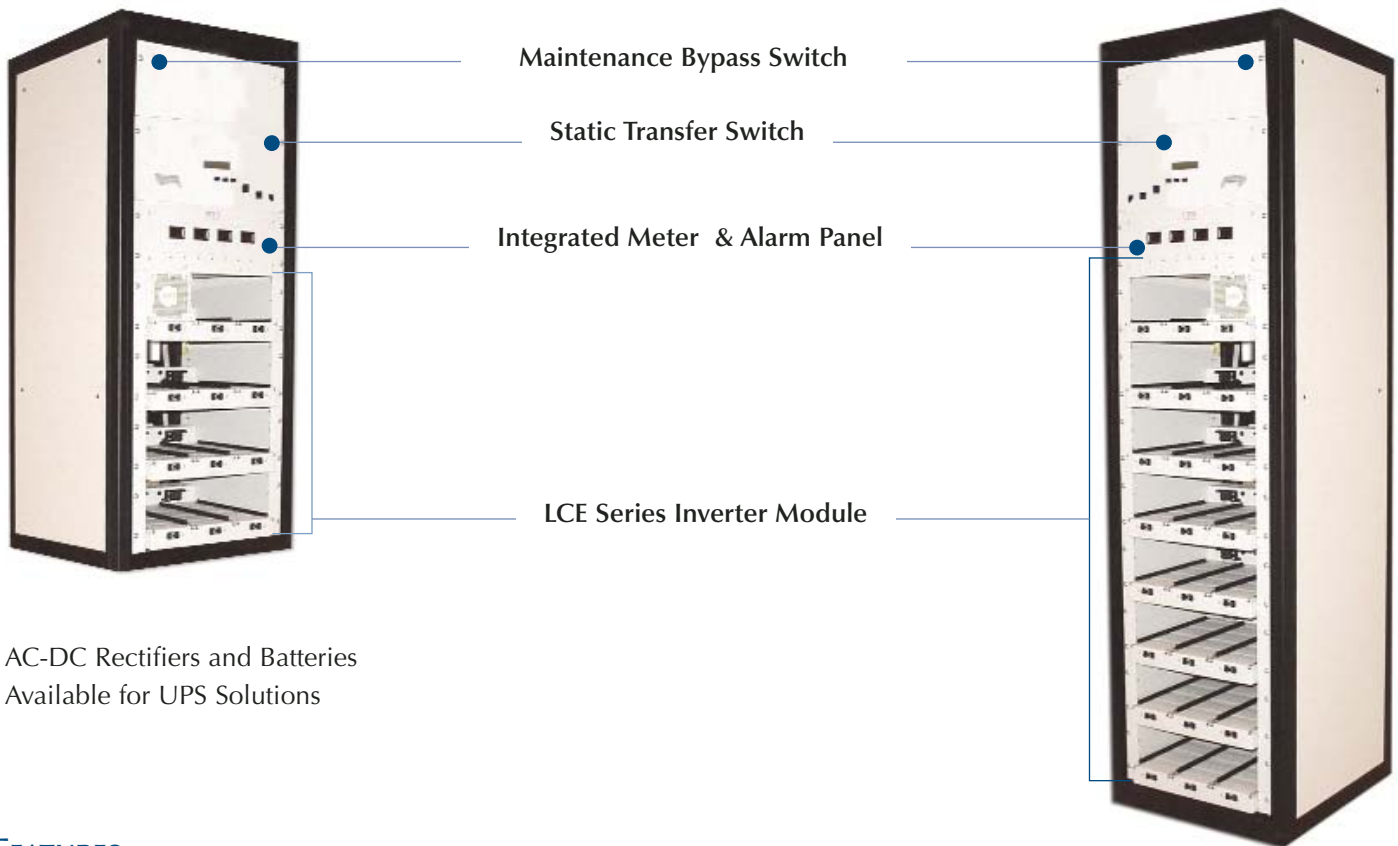 Maintenance Bypass Switch
Static Transfer Switch
Integrated Meter & Alarm Panel
LCE Series Inverter Module
AC-DC Rectifiers and Batteries
Available for UPS Solutions
FEATURES